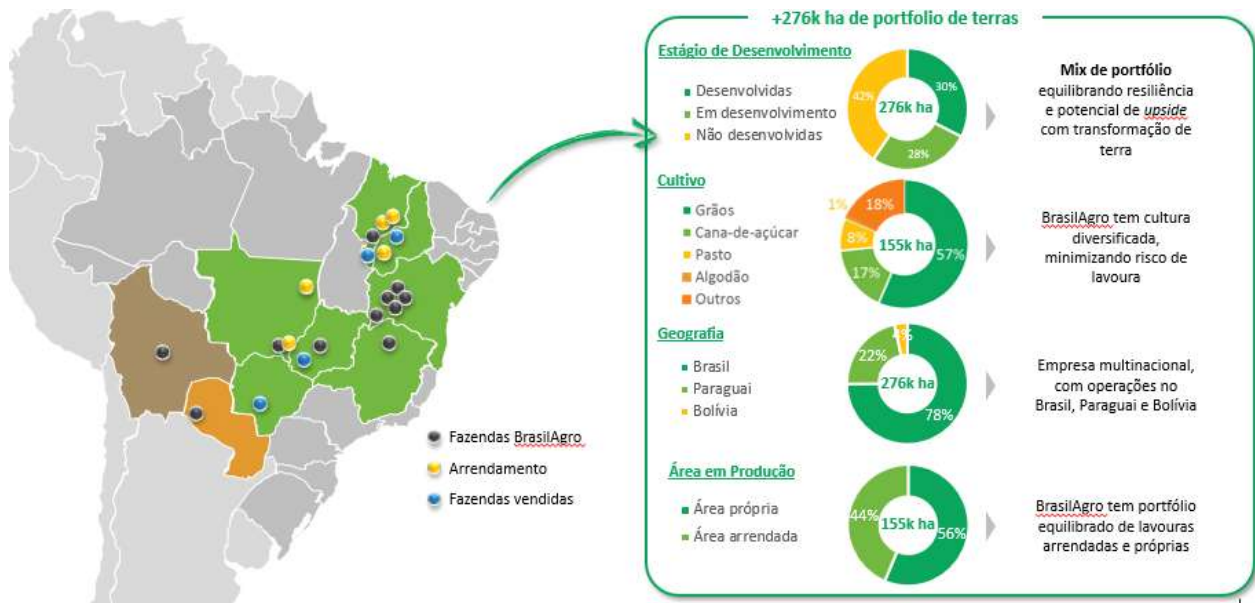 +276k ha de portfolio de terras
Estágio de Desenvolvimento
Desenvolvidas
Em desenvolvimento
Não desenvolvidas
42%
30%
276k ha
28%
Mix de portfólio
equilibrando resiliência
e potencial de upside
com transformação de
terra
Cultivo
Grãos
Cana-de-açúcar
Pasto
Algodão
Outros
1%
18%
8%
155k ha
57%
17%
BrasilAgro tem cultura
diversificada,
minimizando risco de
lavoura
Geografia
Brasil
Paraguai
Bolívia
22%
276k ha
78%
Empresa multinacional,
com operações no
Brasil, Paraguai e Bolívia
Fazendas BrasilAgro
Arrendamento
Fazendas vendidas
Área em Produção
Área própria
Área arrendada
44%
155k ha
56%
BrasilAgro tem portfólio
equilibrado de lavouras
arrendadas e próprias